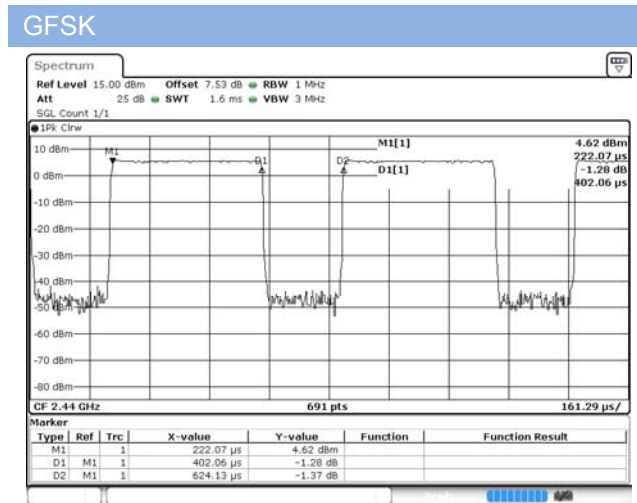 GFSK
Spectrum
Ref Level 15.00 dBm Offset 7.53 dB RBW 1 MHz
Att 25 dB SWT 1.6 ms VBW 3 MHz
SGL Count 1/1
1Pk Clrw
M1[1] 4.62 dBm
222.07 µs
D1[1] -1.28 dB
402.06 µs
10 dBm
M1
D1
D2
0 dBm
-10 dBm
-20 dBm
-30 dBm
-40 dBm
-50 dBm
-60 dBm
-70 dBm
-80 dBm
CF 2.44 GHz 691 pts 161.29 µs/
Marker
Type Ref Trc X-value Y-value Function Function Result
M1 1 222.07 µs 4.62 dBm
D1 M1 1 402.06 µs -1.28 dB
D2 M1 1 624.13 µs -1.37 dB